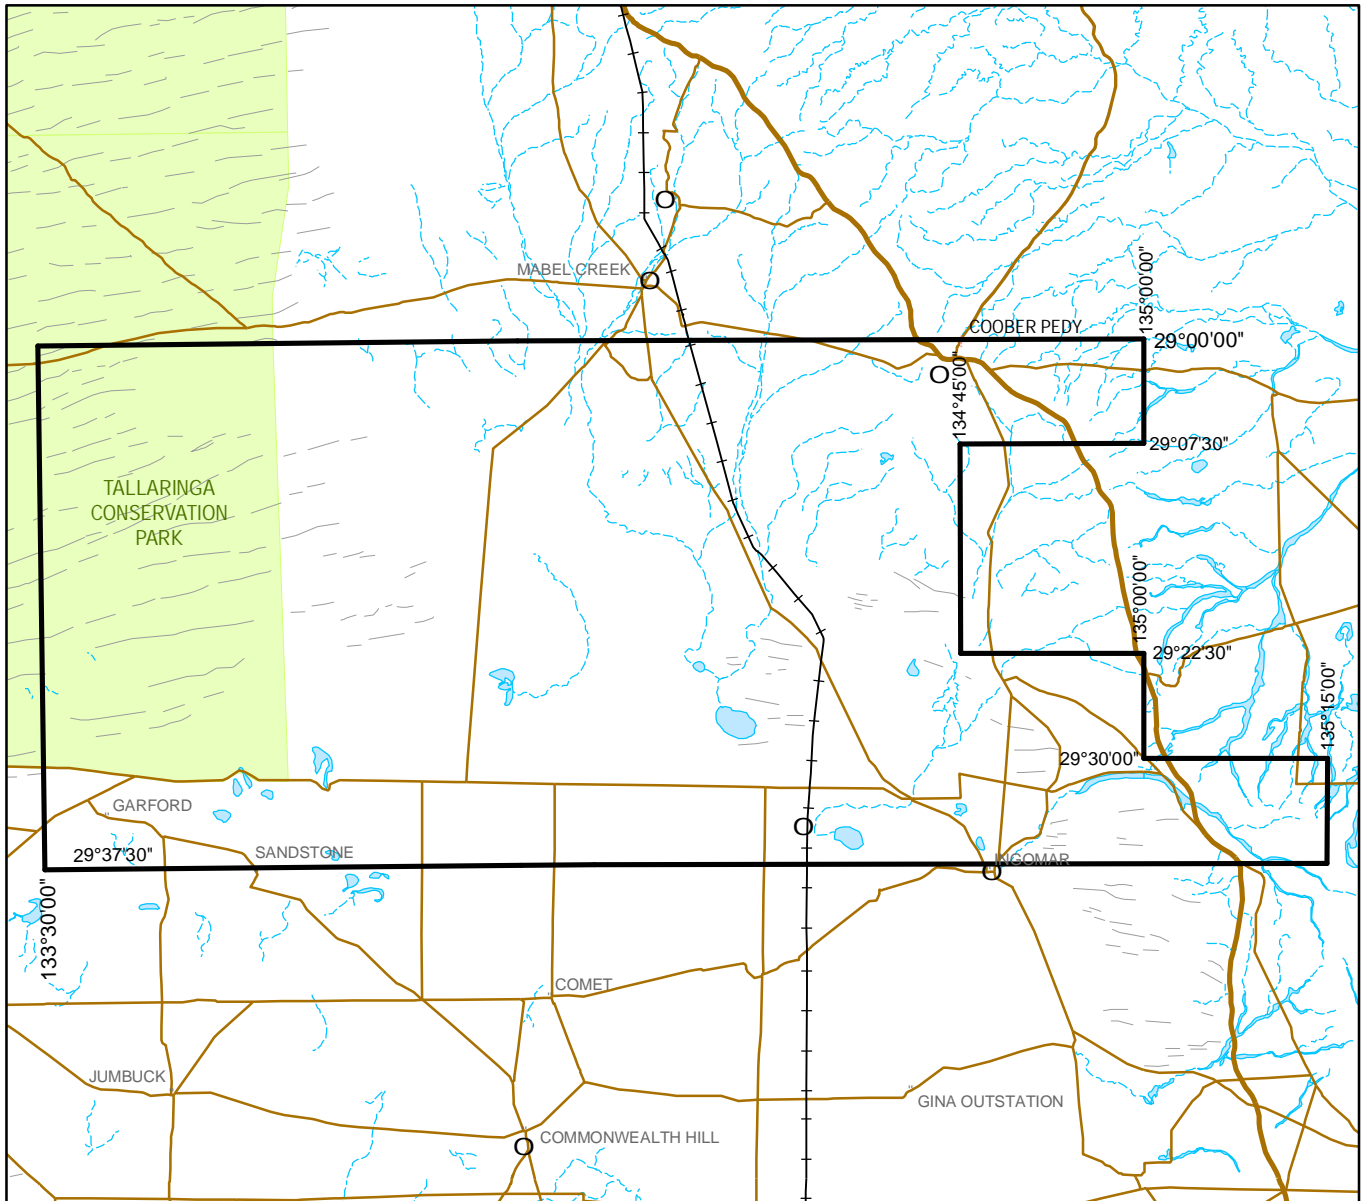 MABEL CREEK
COOBER PEDY
135°00'00"
29°00'00"
134°45'00"
29°07'30"
TALLARINGA
CONSERVATION
PARK
135°00'00"
29°22'30"
135°15'00"
29°30'00"
GARFORD
29°37'30"
SANDSTONE
INGOMAR
133°30'00"
COMET
JUMBUCK
GINA OUTSTATION
COMMONWEALTH HILL